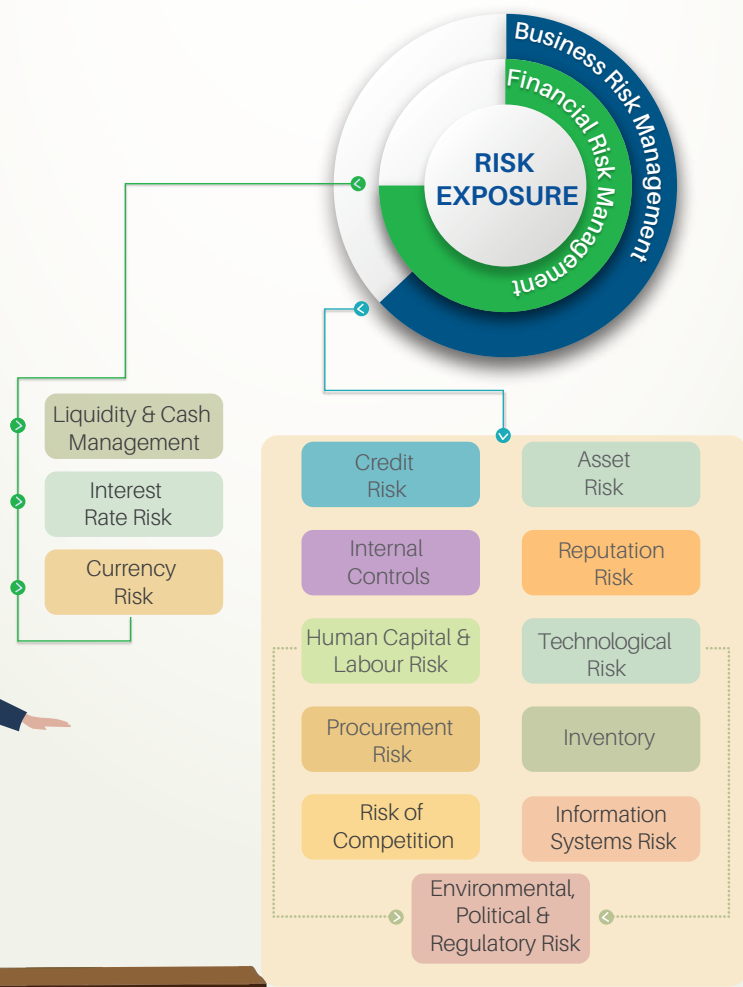 Business Risk Management
Financial Risk Management
RISK
EXPOSURE
Liquidity & Cash
Management
Interest
Rate Risk
Currency
Risk
Credit
Risk
Asset
Risk
Internal
Controls
Reputation
Risk
Human Capital &
Labour Risk
Technological
Risk
Procurement
Risk
Inventory
Risk of
Competition
Information
Systems Risk
Environmental,
Political &
Regulatory Risk